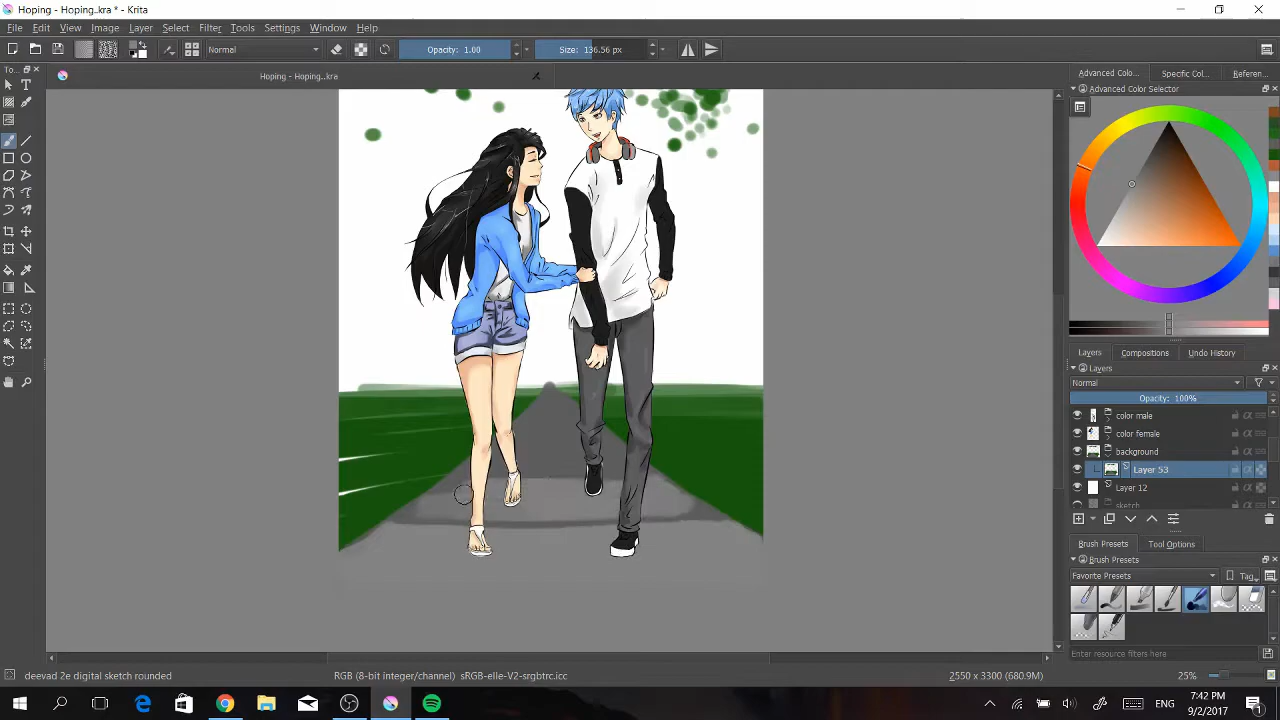 Hoping - Hoping..kra * - Krita
File Edit View Image Layer Select Filter Tools Settings Window Help
Normal Opacity: 1.00 Size: 136.56 px
To...
Hoping - Hoping..kra
Advanced Colo... Specific Col... Referen...
Advanced Color Selector
Layers Compositions Undo History
Layers
Normal
Opacity: 100%
color male
color female
background
Layer 53
Layer 12
sketch
Brush Presets Tool Options
Brush Presets
Favorite Presets Tag
Enter resource filters here
deevad 2e digital sketch rounded RGB (8-bit integer/channel) sRGB-elle-V2-srgbtrc.icc 2550 x 3300 (680.9M) 25%
7:42 PM
9/2/2017